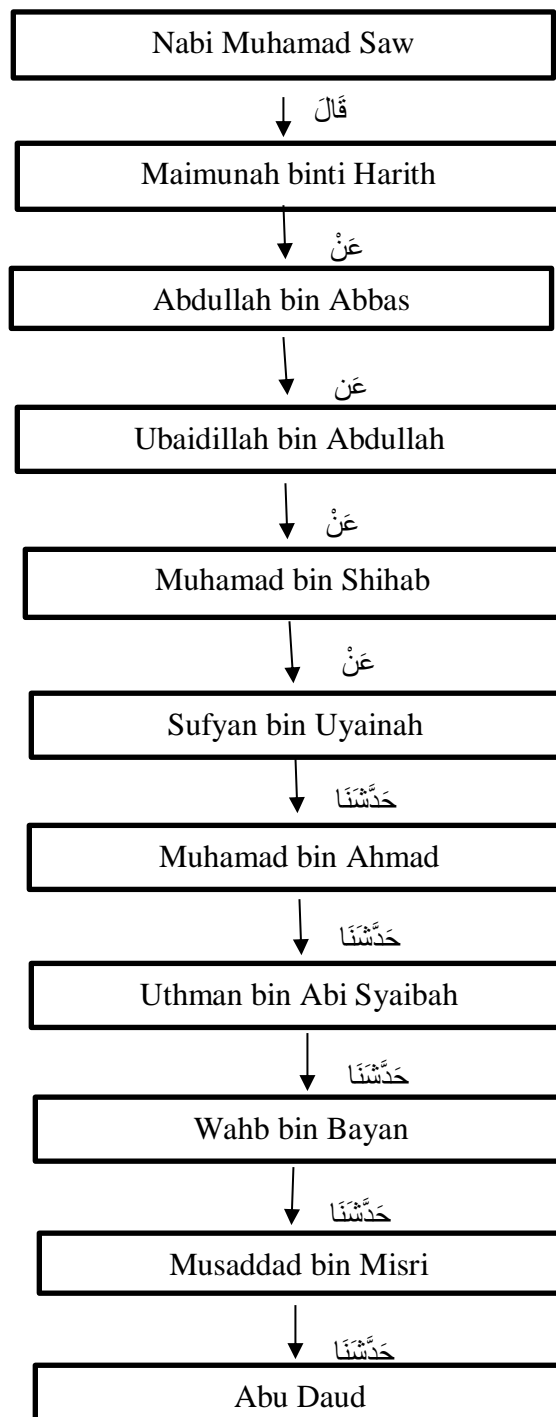 Nabi Muhamad Saw
قَالَ
Maimunah binti Harith
عَنْ
Abdullah bin Abbas
عَن
Ubaidillah bin Abdullah
عَنْ
Muhamad bin Shihab
عَنْ
Sufyan bin Uyainah
حَدَّشَنَا
Muhamad bin Ahmad
حَدَّشَنَا
Uthman bin Abi Syaibah
حَدَّشَنَا
Wahb bin Bayan
حَدَّشَنَا
Musaddad bin Misri
حَدَّشَنَا
Abu Daud